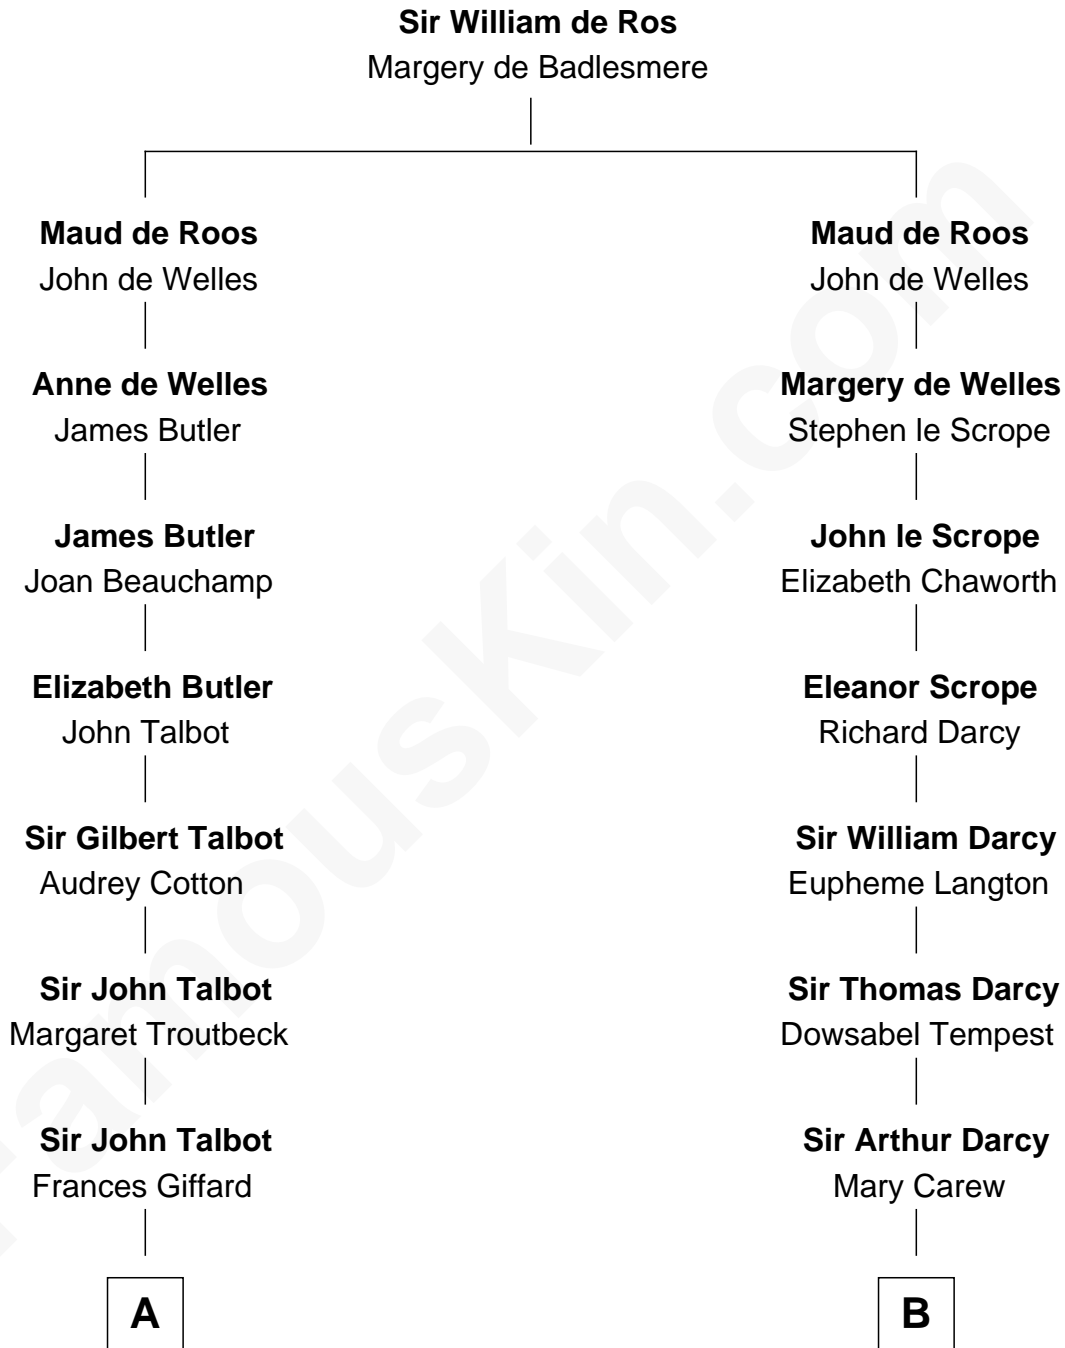 Sir William de Ros
Margery de Badlesmere
Maud de Roos
John de Welles
Maud de Roos
John de Welles
Anne de Welles
James Butler
Margery de Welles
Stephen le Scrope
James Butler
Joan Beauchamp
John le Scrope
Elizabeth Chaworth
Elizabeth Butler
John Talbot
Eleanor Scrope
Richard Darcy
Sir Gilbert Talbot
Audrey Cotton
Sir William Darcy
Eupheme Langton
Sir John Talbot
Margaret Troutbeck
Sir Thomas Darcy
Dowsabel Tempest
Sir John Talbot
Frances Giffard
Sir Arthur Darcy
Mary Carew
A
B
FamousKin.com